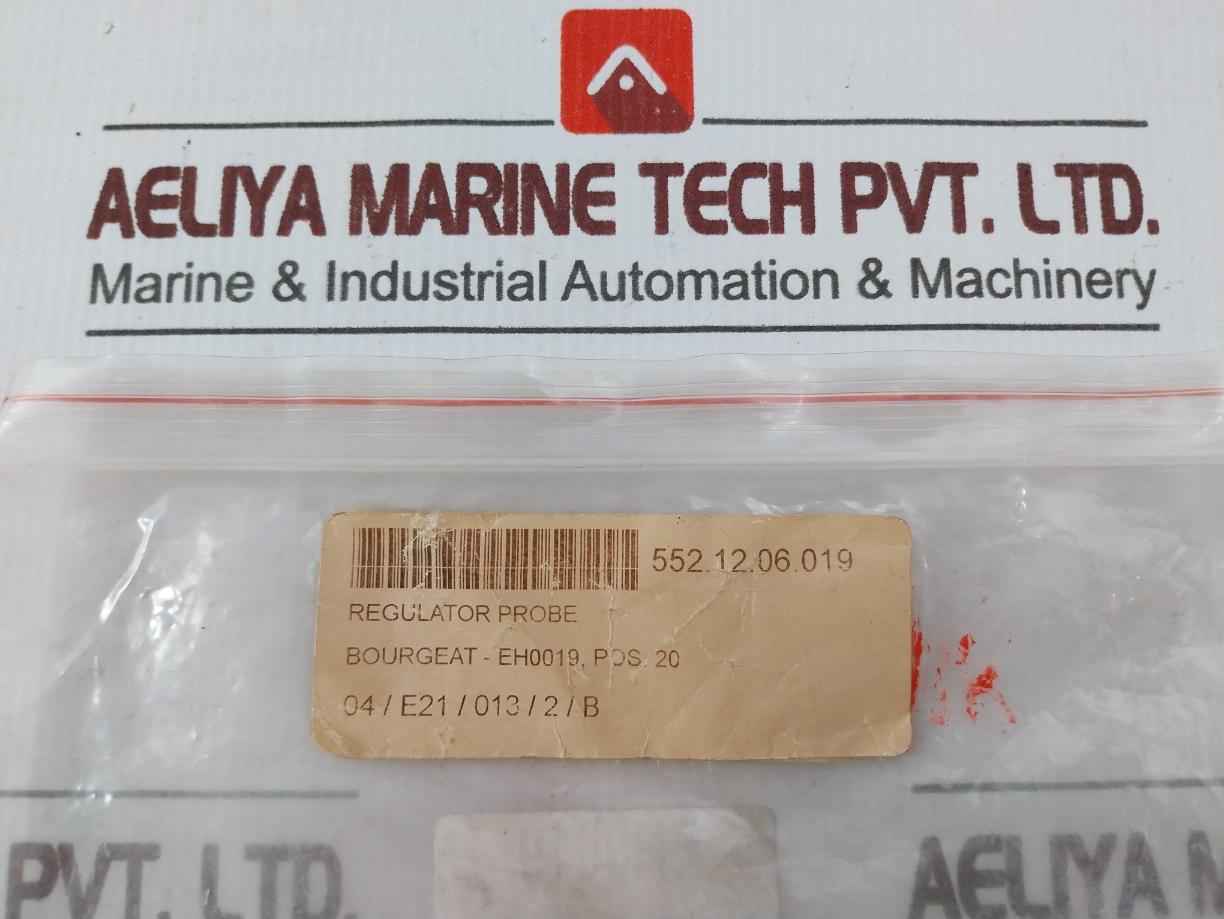 AELIYA MARINE TECH PVT. LTD.
Marine & Industrial Automation & Machinery
552.12.06.019
REGULATOR PROBE
BOURGEAT - EH0019, POS. 20
04 / E21 / 013 / 2 / B
PVT. LTD.
AELIYA M